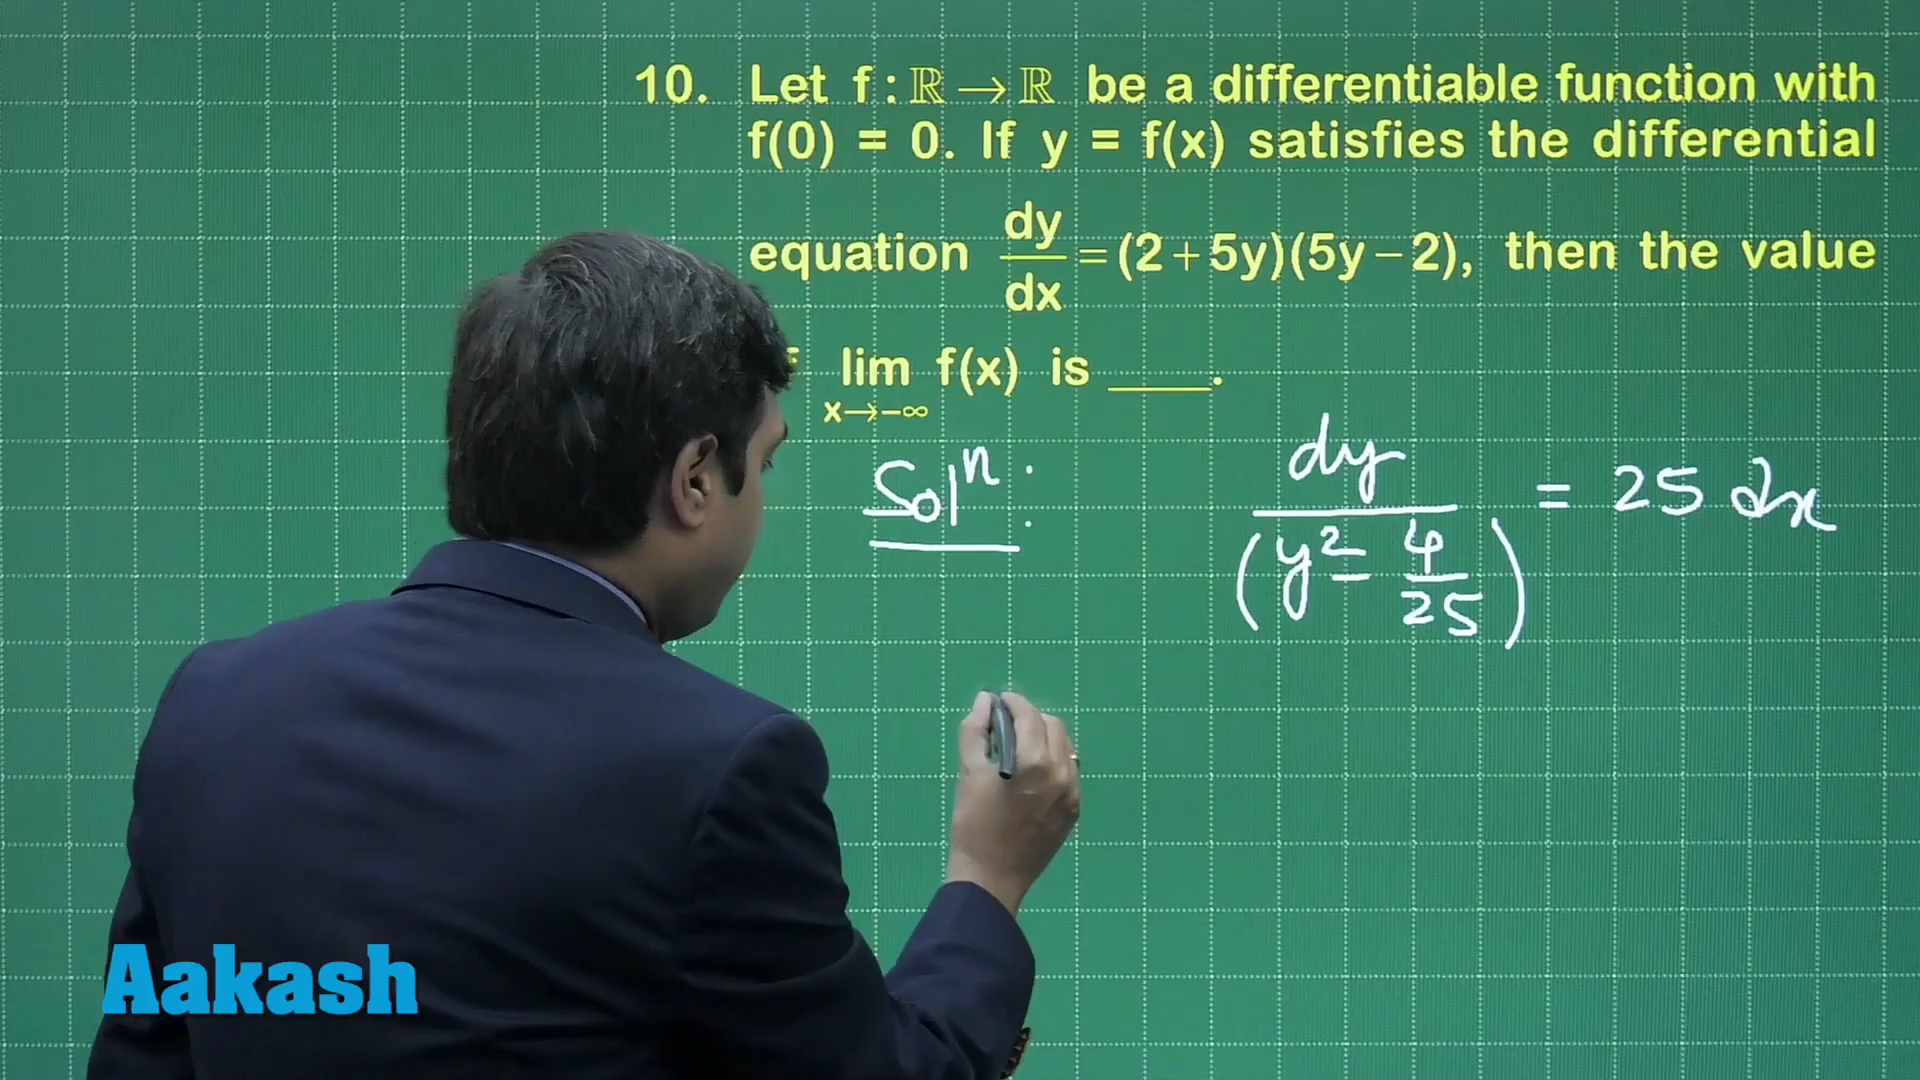 10. Let f : ℝ → ℝ be a differentiable function with
f(0) = 0. If y = f(x) satisfies the differential
equation dy/dx = (2 + 5y)(5y − 2), then the value
lim x→−∞ f(x) is ____.
Solⁿ :
dy/(y² − 4/25) = 25 dx
Aakash